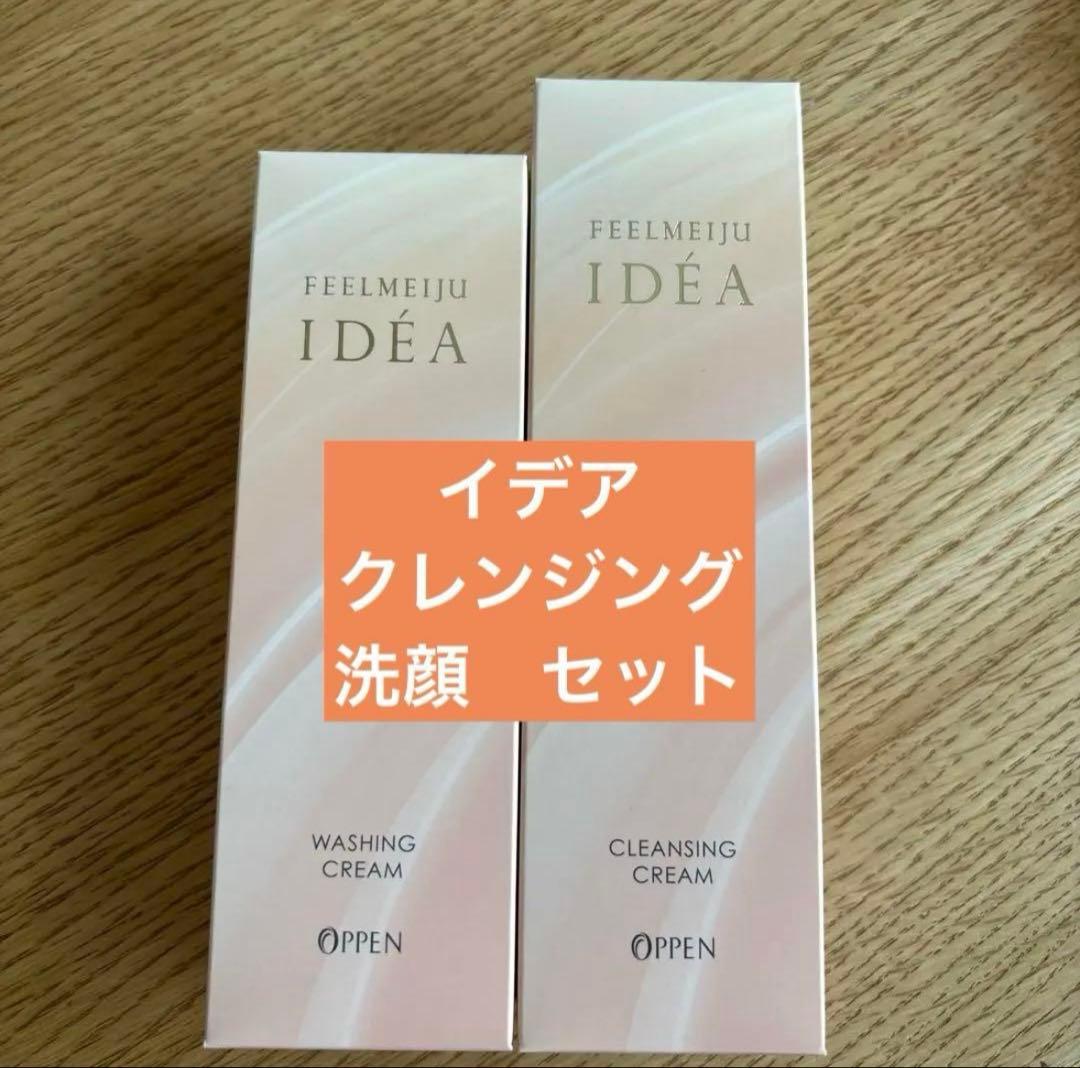 FEELMEIJU
IDÉA
WASHING
CREAM
OPPEN
FEELMEIJU
IDÉA
CLEANSING
CREAM
OPPEN
イデア
クレンジング
洗顔　セット